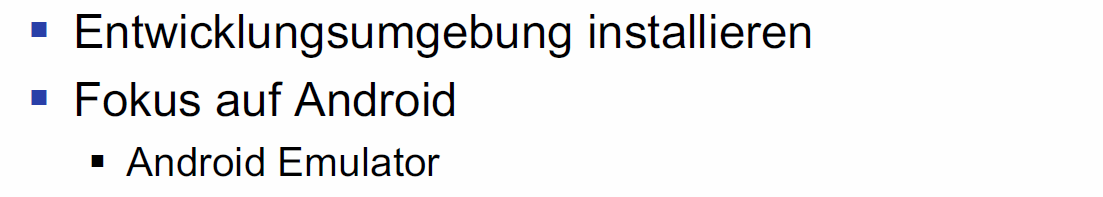 Entwicklungsumgebung installieren
Fokus auf Android
Android Emulator